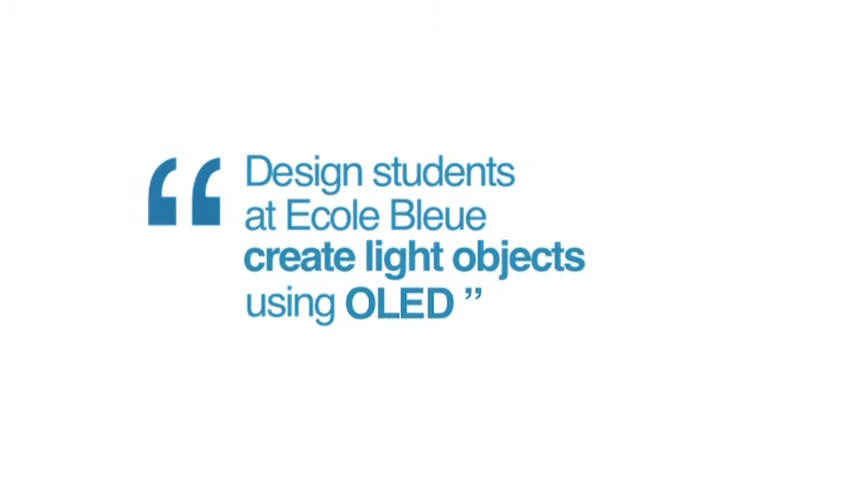 “ Design students
at Ecole Bleue
create light objects
using OLED ”